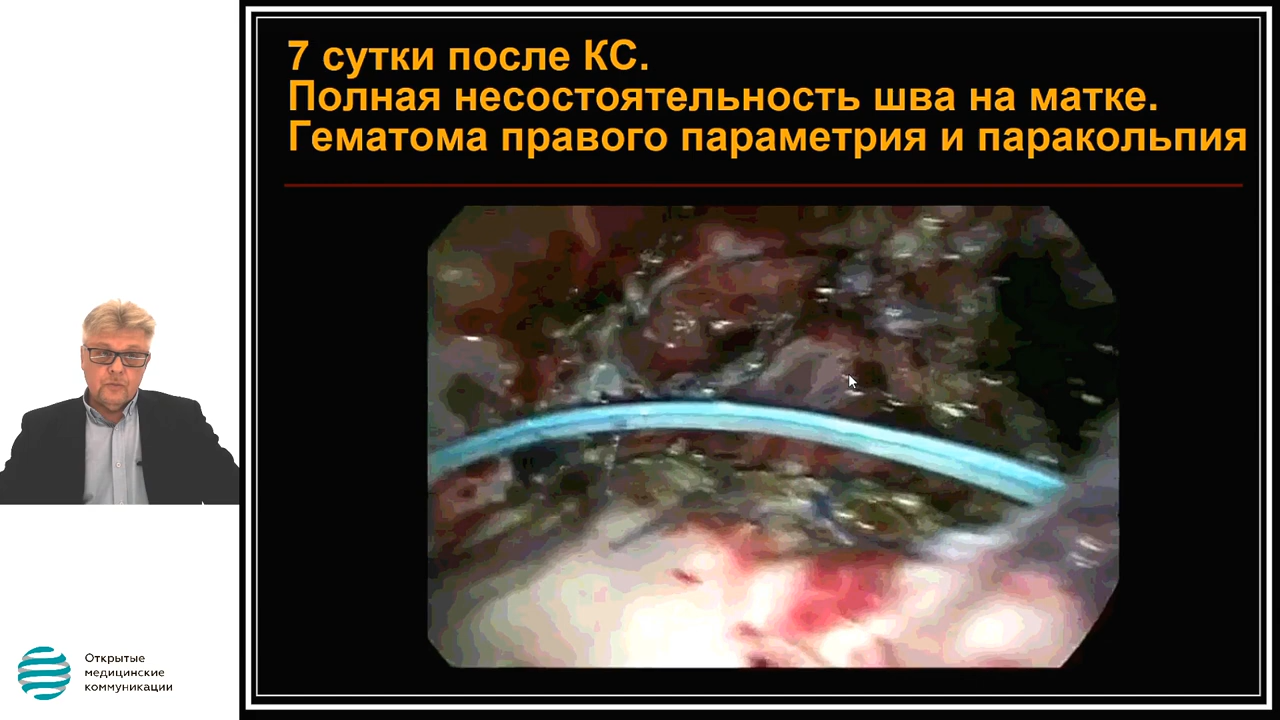 7 сутки после КС.
Полная несостоятельность шва на матке.
Гематома правого параметрия и паракольпия
Открытые
медицинские
коммуникации